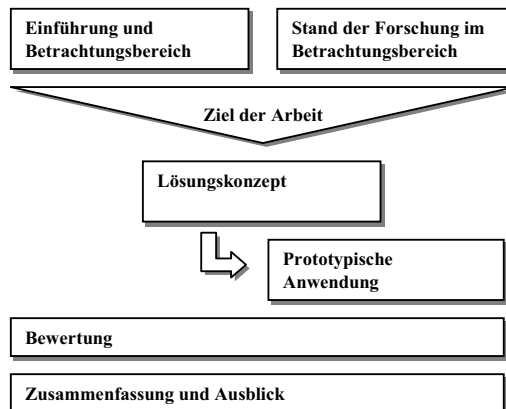 Einführung und
Betrachtungsbereich
Stand der Forschung im
Betrachtungsbereich
Ziel der Arbeit
Lösungskonzept
Prototypische
Anwendung
Bewertung
Zusammenfassung und Ausblick